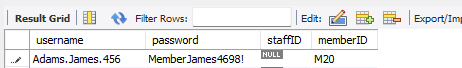 Result Grid Filter Rows: Edit: Export/Imp
username password staffID memberID
Adams.James.456 MemberJames4698! NULL M20